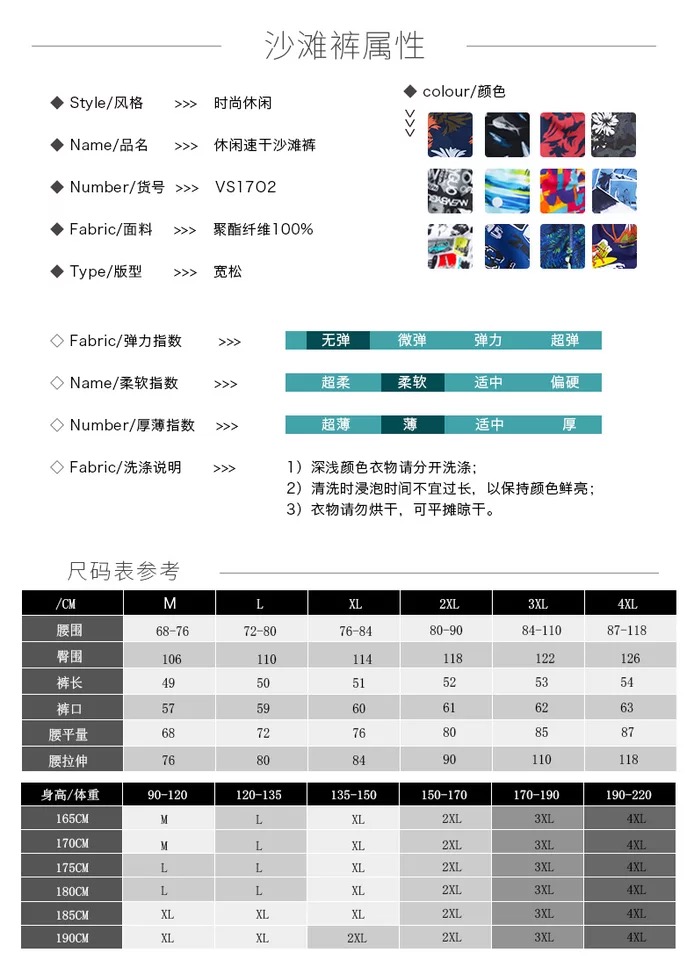 沙滩裤属性
◆ Style/风格 >>> 时尚休闲
◆ Name/品名 >>> 休闲速干沙滩裤
◆ Number/货号 >>> VS1702
◆ Fabric/面料 >>> 聚酯纤维100%
◆ Type/版型 >>> 宽松
◆ colour/颜色
>>>
◇ Fabric/弹力指数 >>> 无弹 微弹 弹力 超弹
◇ Name/柔软指数 >>> 超柔 柔软 适中 偏硬
◇ Number/厚薄指数 >>> 超薄 薄 适中 厚
◇ Fabric/洗涤说明 >>> 1）深浅颜色衣物请分开洗涤；
2）清洗时浸泡时间不宜过长，以保持颜色鲜亮；
3）衣物请勿烘干，可平摊晾干。
尺码表参考
/CM M L XL 2XL 3XL 4XL
腰围 68-76 72-80 76-84 80-90 84-110 87-118
臀围 106 110 114 118 122 126
裤长 49 50 51 52 53 54
裤口 57 59 60 61 62 63
腰平量 68 72 76 80 85 87
腰拉伸 76 80 84 90 110 118
身高/体重 90-120 120-135 135-150 150-170 170-190 190-220
165CM M L XL 2XL 3XL 4XL
170CM M L XL 2XL 3XL 4XL
175CM L L XL 2XL 3XL 4XL
180CM L L XL 2XL 3XL 4XL
185CM XL XL XL 2XL 3XL 4XL
190CM XL XL 2XL 2XL 3XL 4XL